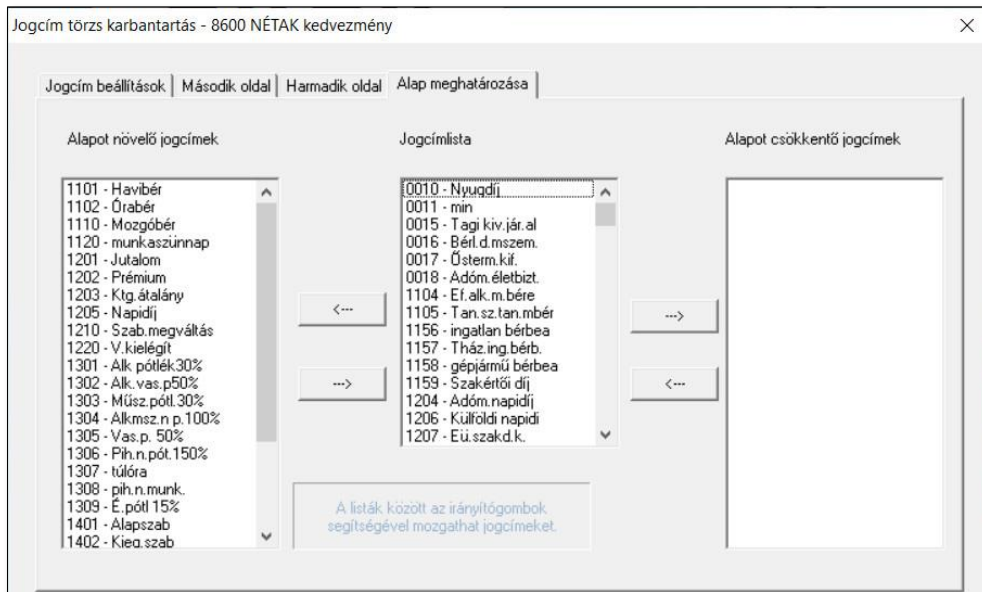 Jogcím törzs karbantartás - 8600 NÉTAK kedvezmény
Jogcím beállítások
Második oldal
Harmadik oldal
Alap meghatározása
Alapot növelő jogcímek
1101 - Havibér
1102 - Órabér
1110 - Mozgóbér
1120 - munkaszünnap
1201 - Jutalom
1202 - Prémium
1203 - Ktg.átalány
1205 - Napidíj
1210 - Szab.megváltás
1220 - V.kielégít
1301 - Alk pótlék30%
1302 - Alk.vas.p50%
1303 - Műsz.pótl.30%
1304 - Alkmsz.n p.100%
1305 - Vas.p. 50%
1306 - Pih.n.pót.150%
1307 - túlóra
1308 - pih.n.munk.
1309 - É.pótl 15%
1401 - Alapszab
1402 - Kieg.szab
<---
--->
Jogcímlista
0010 - Nyugdíj
0011 - min
0015 - Tagi kiv.jár.al
0016 - Bérl.d.mszem.
0017 - Ősterm.kif.
0018 - Adóm.életbizt.
1104 - Ef.alk.m.bére
1105 - Tan.sz.tan.mbér
1156 - ingatlan bérbea
1157 - Tház.ing.bérb.
1158 - gépjármű bérbea
1159 - Szakértői díj
1204 - Adóm.napidíj
1206 - Külföldi napidi
1207 - Eü.szakd.k.
--->
<---
Alapot csökkentő jogcímek
A listák között az irányítógombok
segítségével mozgathat jogcímeket.